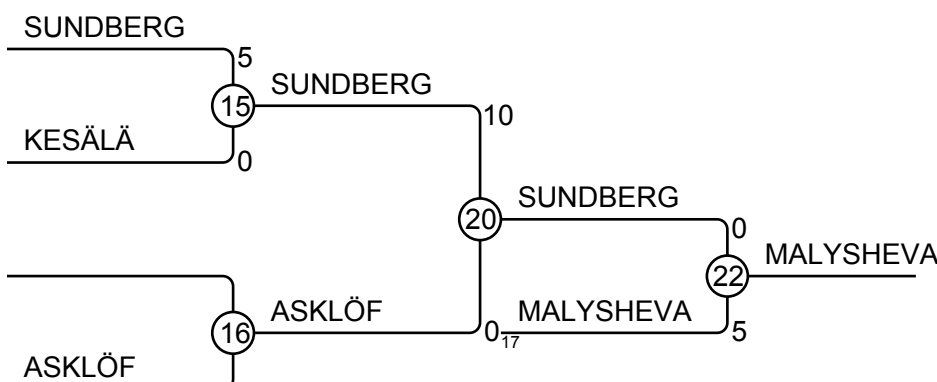 SUNDBERG
5
15
SUNDBERG
10
KESÄLÄ
0
SUNDBERG
20
0
MALYSHEVA
22
ASKLÖF
0
17
MALYSHEVA
5
16
ASKLÖF